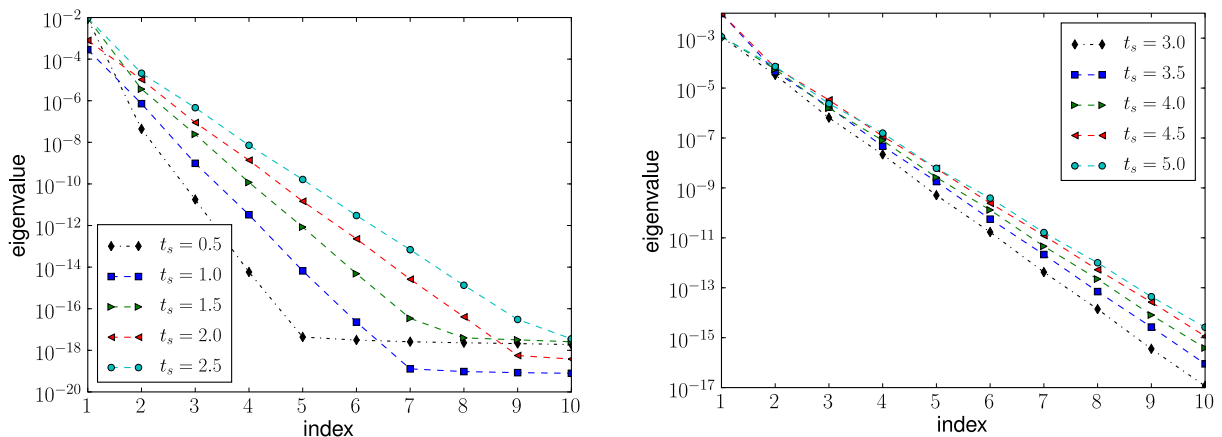 10^{-2}
10^{-4}
10^{-6}
10^{-8}
10^{-10}
10^{-12}
10^{-14}
10^{-16}
10^{-18}
10^{-20}
eigenvalue
t_s = 0.5
t_s = 1.0
t_s = 1.5
t_s = 2.0
t_s = 2.5
1 2 3 4 5 6 7 8 9 10
index
10^{-3}
10^{-5}
10^{-7}
10^{-9}
10^{-11}
10^{-13}
10^{-15}
10^{-17}
eigenvalue
t_s = 3.0
t_s = 3.5
t_s = 4.0
t_s = 4.5
t_s = 5.0
1 2 3 4 5 6 7 8 9 10
index